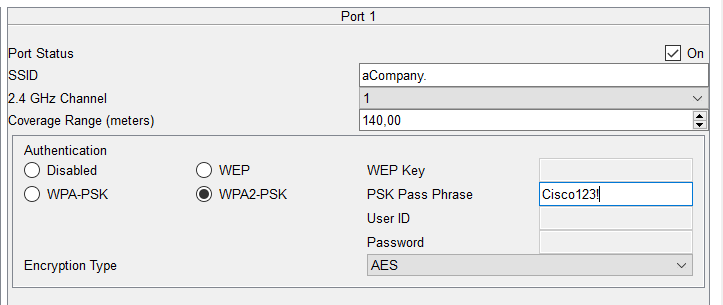 Port 1
Port Status On
SSID aCompany.
2.4 GHz Channel 1
Coverage Range (meters) 140,00
Authentication
Disabled WEP WEP Key
WPA-PSK WPA2-PSK PSK Pass Phrase Cisco123!
User ID
Password
Encryption Type AES